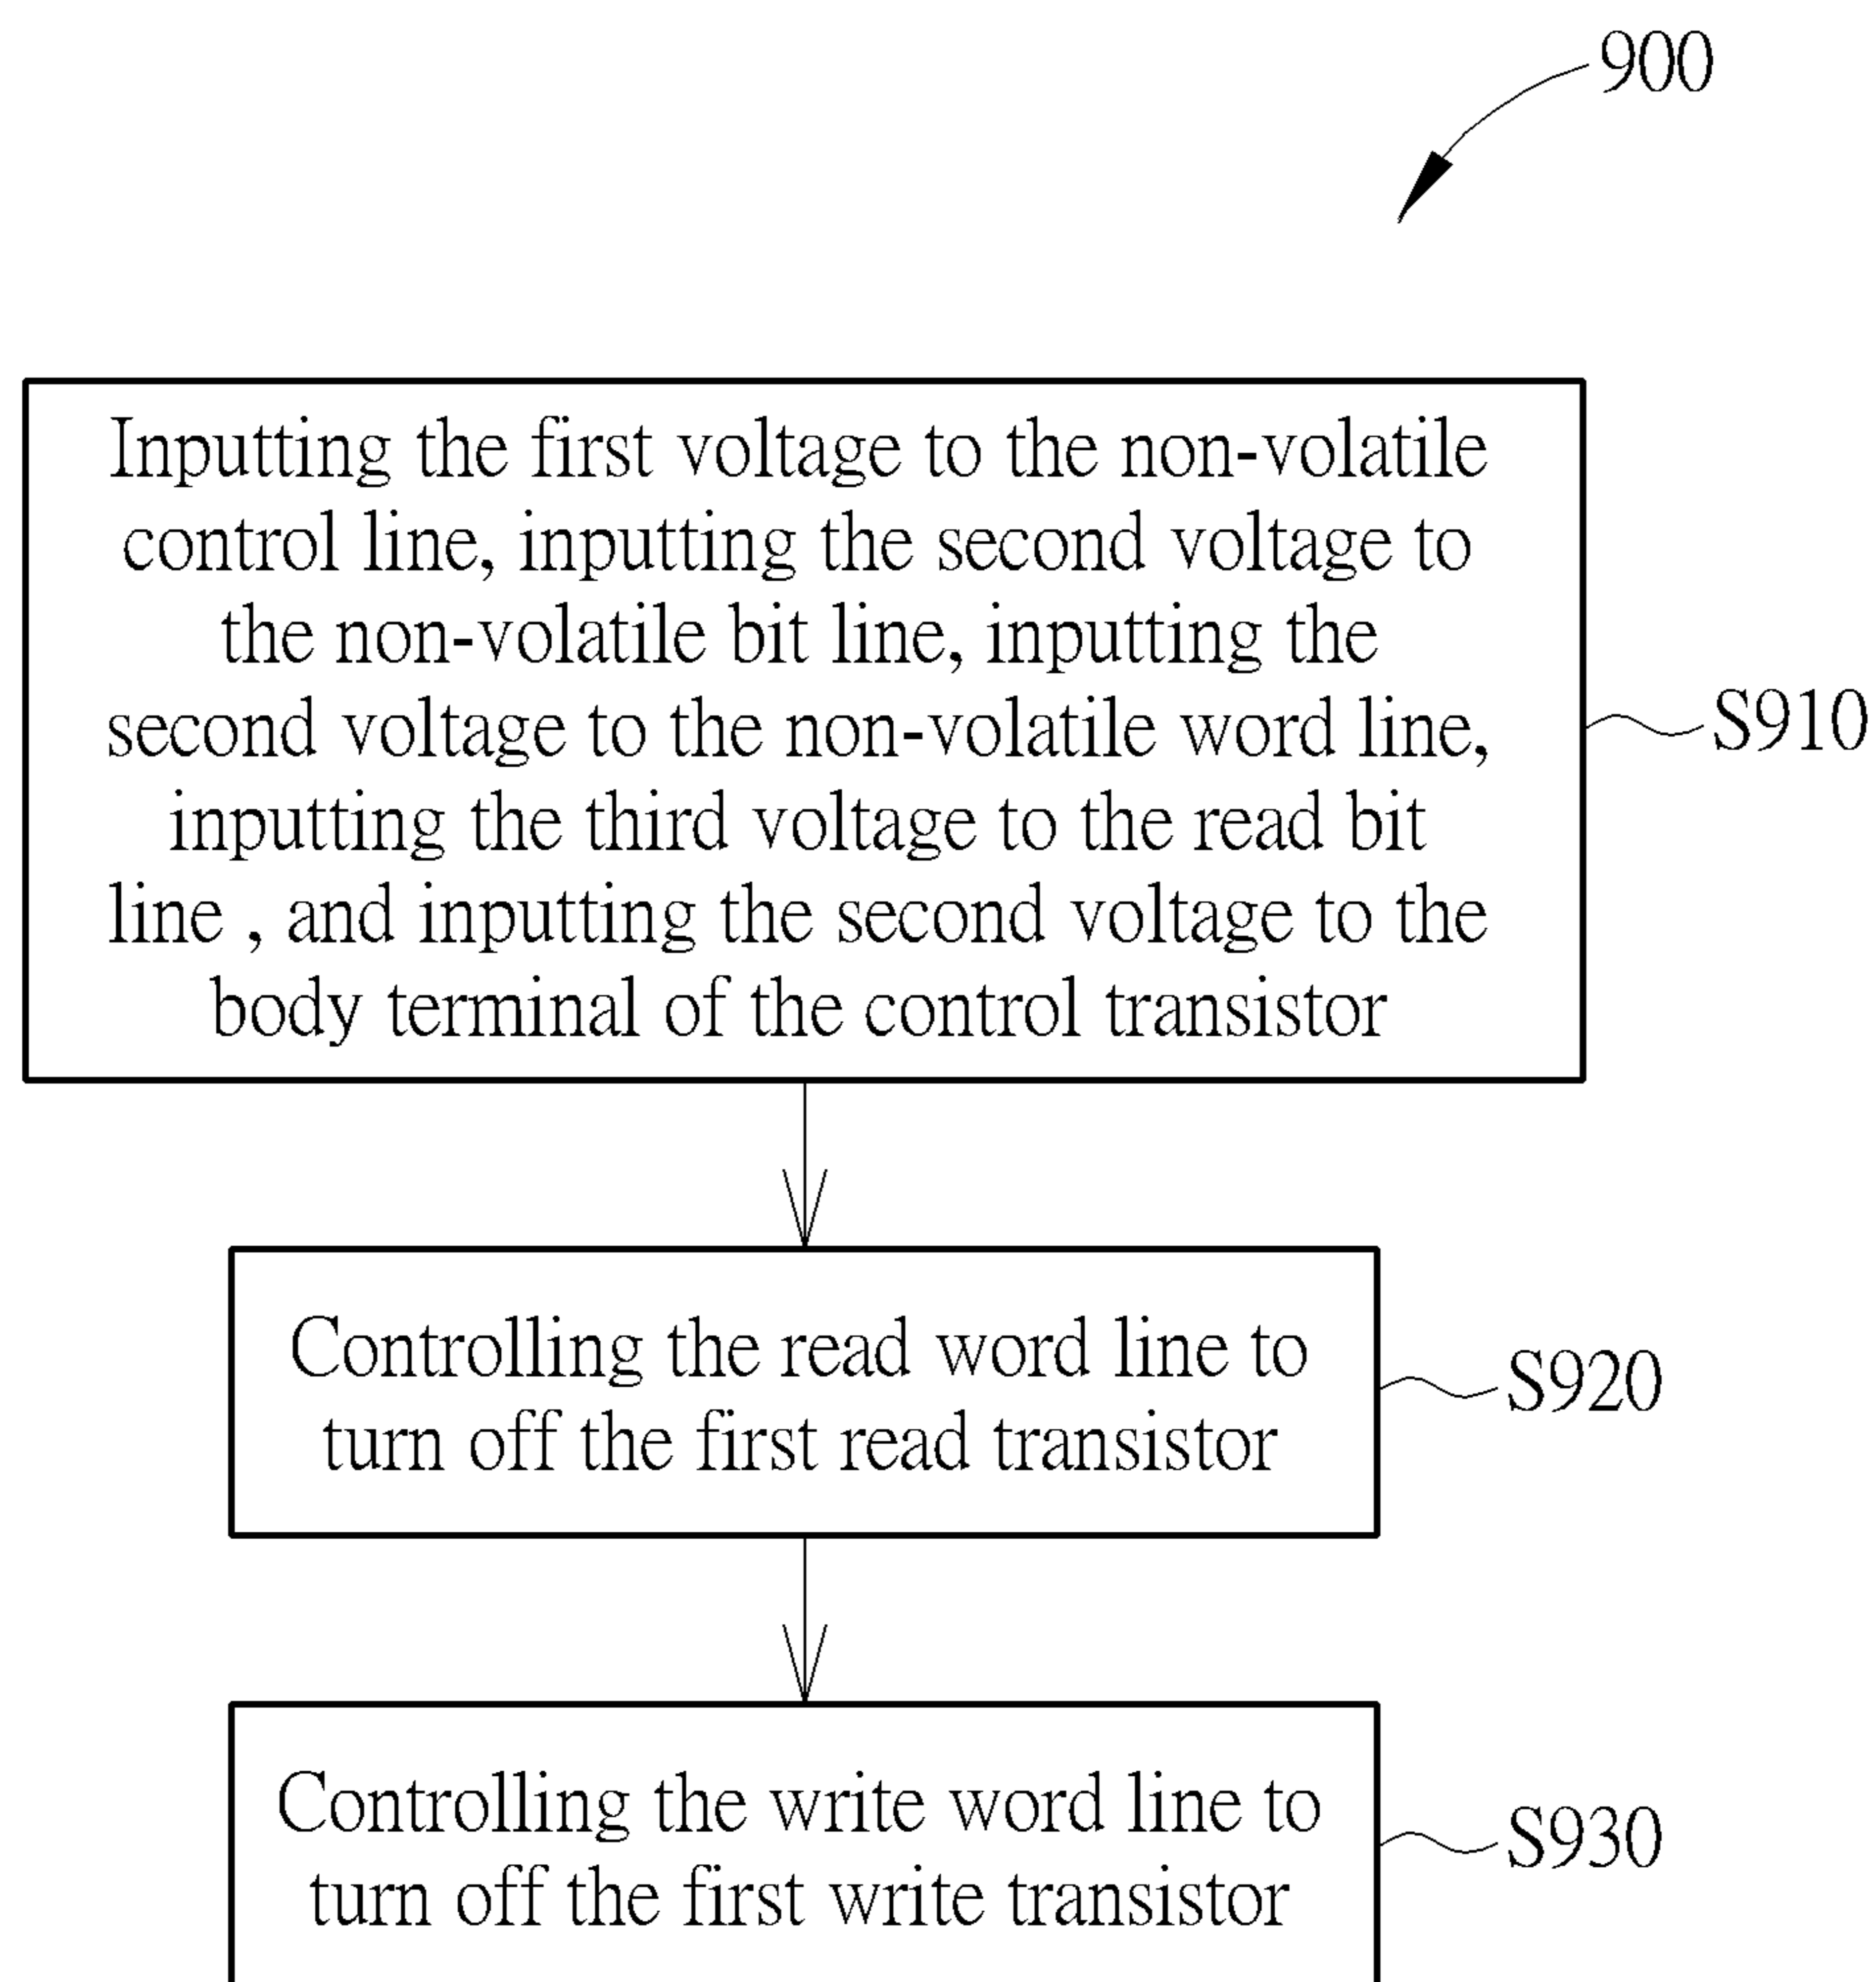 900
Inputting the first voltage to the non-volatile
control line, inputting the second voltage to
the non-volatile bit line, inputting the
second voltage to the non-volatile word line,
inputting the third voltage to the read bit
line , and inputting the second voltage to the
body terminal of the control transistor
S910
Controlling the read word line to
turn off the first read transistor
S920
Controlling the write word line to
turn off the first write transistor
S930